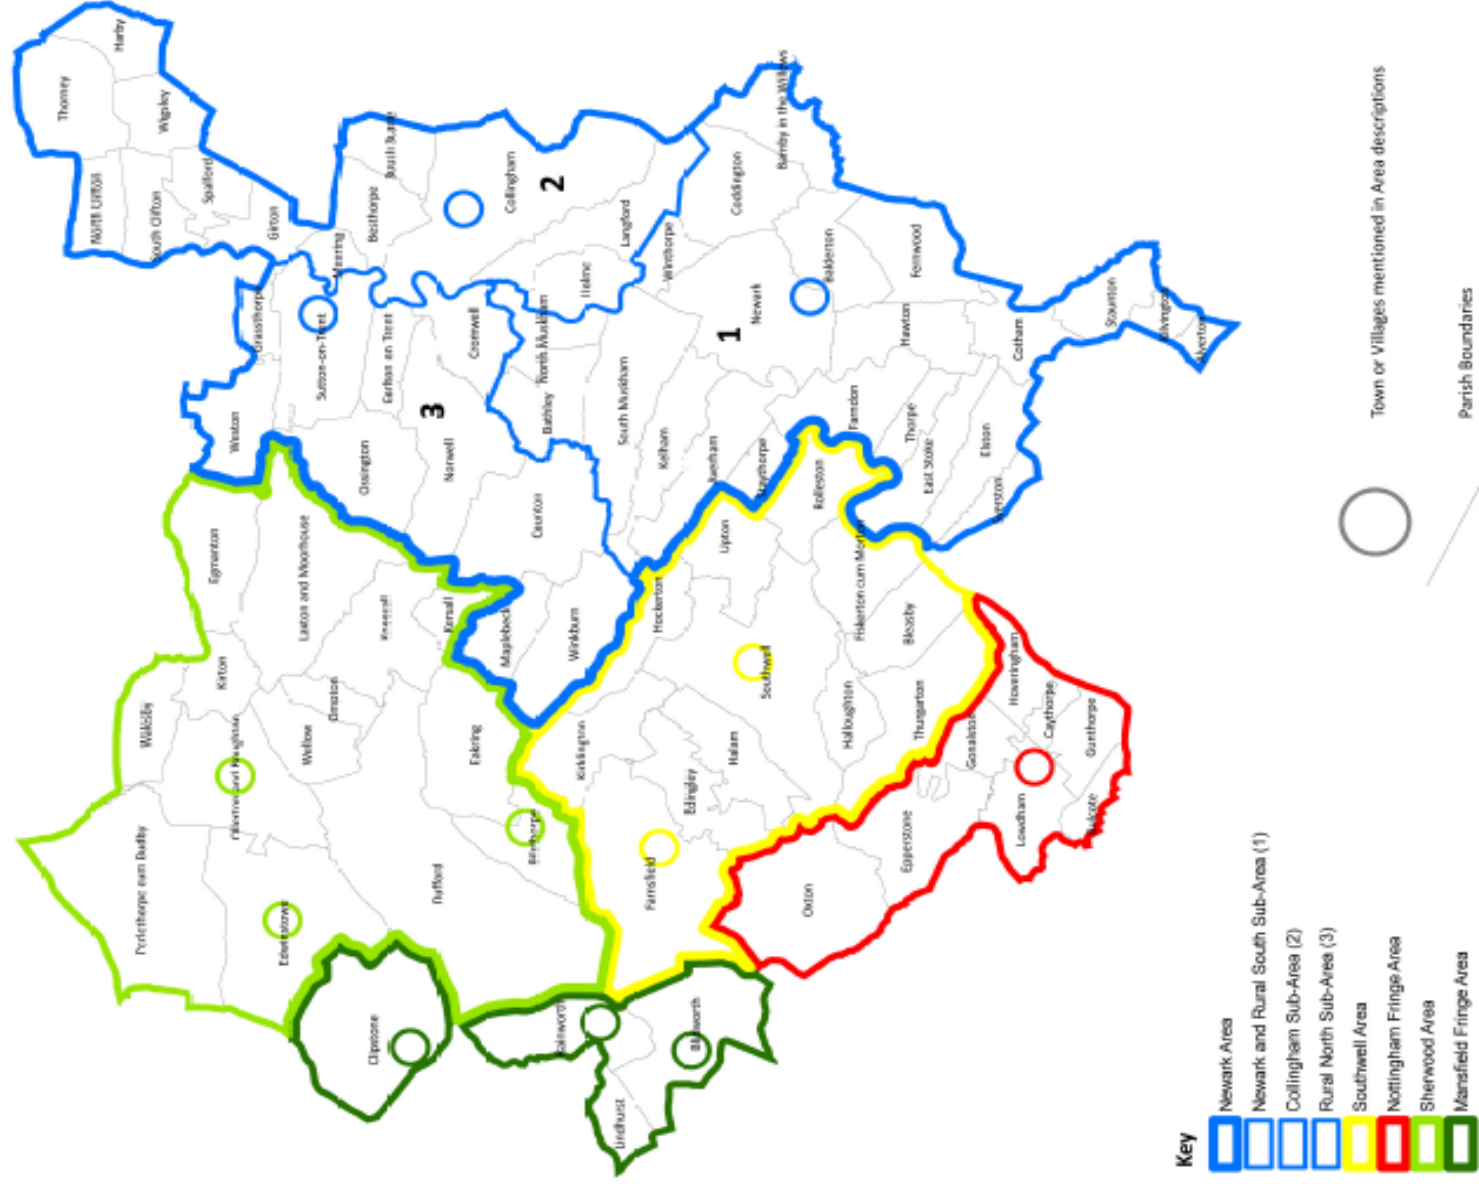 Thorney
Harby
Wigsley
North Clifton
South Clifton
Spalford
Girton
Meering
Besthorpe
Collingham
2
Langford
Holme
Winthorpe
Coddington
Barnby in the Willows
Balderton
Newark
1
Fernwood
Hawton
Cotham
Staunton
Kilvington
Alverton
Grassthorpe
Sutton-on-Trent
Weston
Carlton on Trent
Cromwell
3
Ossington
Norwell
Caunton
North Muskham
Bathley
South Muskham
Kelham
Averham
Staythorpe
Farndon
Thorpe
East Stoke
Elston
Syerston
Rolleston
Upton
Fiskerton cum Morton
Bleasby
Hockerton
Southwell
Halloughton
Thurgarton
Winkburn
Maplebeck
Kersall
Kneesall
Laxton and Moorhouse
Egmanton
Kirton
Walesby
Ompton
Wellow
Eakring
Bilsthorpe
Rufford
Perlethorpe cum Budby
Edwinstowe
Kirklington
Halam
Edingley
Farnsfield
Oxton
Epperstone
Gonalston
Hoveringham
Caythorpe
Gunthorpe
Lowdham
Bulcote
Clipstone
Rainworth
Blidworth
Lindhurst
Key
Newark Area
Newark and Rural South Sub-Area (1)
Collingham Sub-Area (2)
Rural North Sub-Area (3)
Southwell Area
Nottingham Fringe Area
Sherwood Area
Mansfield Fringe Area
Town or Villages mentioned in Area descriptions
Parish Boundaries